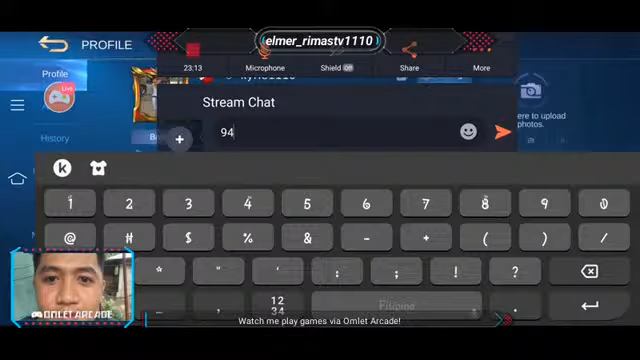 elmer_rimastv1110
PROFILE
23:13
Microphone
Shield Off
Share
More
Profile
Live
Stream Chat
ere to upload
photos.
History
94
k
1 2 3 4 5 6 7 8 9 0
@ # $ % & - + ( ) /
* " ' : ; ! ?
_ , 12 34 Filipino .
OMLET ARCADE
Watch me play games via Omlet Arcade!